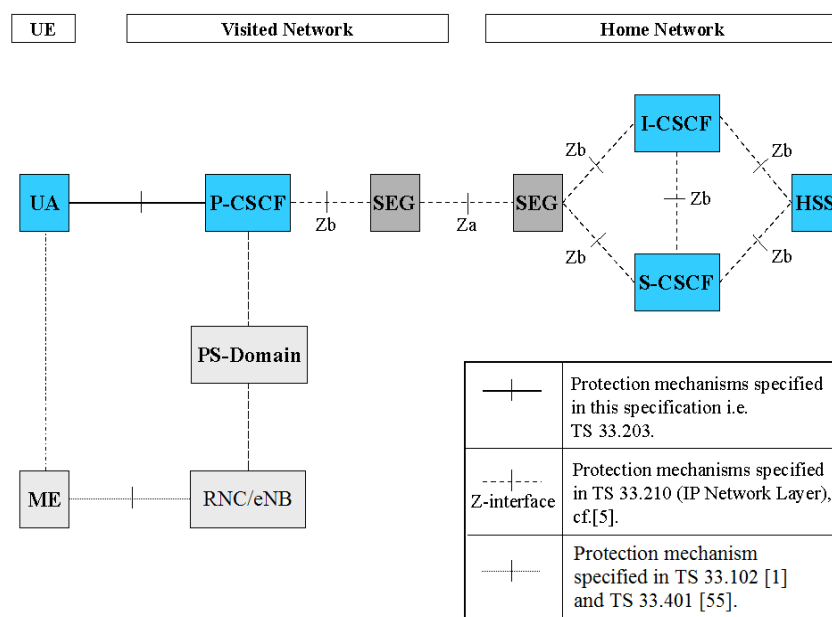 UE
Visited Network
Home Network
I-CSCF
Zb
Zb
UA
P-CSCF
SEG
SEG
Zb
HSS
Zb
Za
Zb
Zb
S-CSCF
PS-Domain
ME
RNC/eNB
Protection mechanisms specified
in this specification i.e.
TS 33.203.
Z-interface
Protection mechanisms specified
in TS 33.210 (IP Network Layer),
cf.[5].
Protection mechanism
specified in TS 33.102 [1]
and TS 33.401 [55].